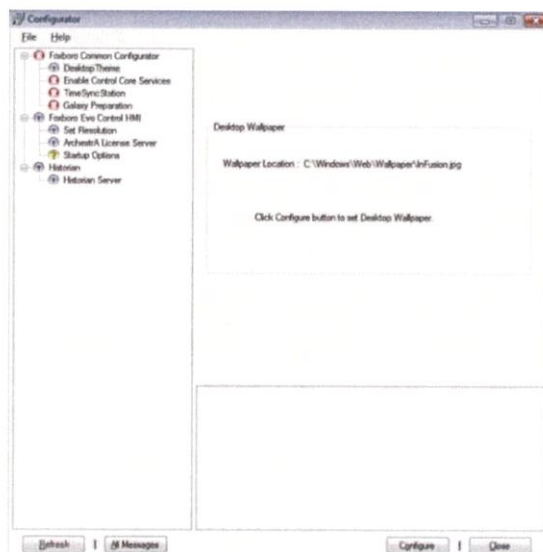 Configurator
File Help
Foxboro Common Configurator
DesktopTheme
Enable Control Core Services
TimeSyncStation
Galaxy Preparation
Foxboro Evo Control HMI
Set Resolution
ArchestrA License Server
Startup Options
Historian
Historian Server
Desktop Wallpaper
Wallpaper Location : C:\Windows\Web\Wallpaper\InFusion.jpg
Click Configure button to set Desktop Wallpaper.
Refresh | All Messages
Configure | Close